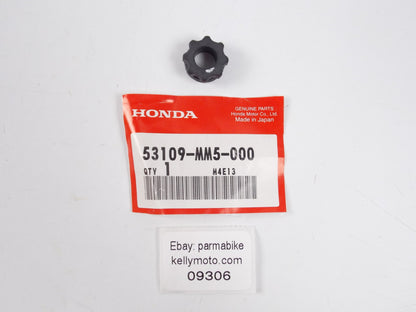 HONDA
GENUINE PARTS
Honda Motor Co., Ltd.
Made in Japan
53109-MM5-000
QTY 1 M4E13
Ebay: parmabike
kellymoto.com
09306